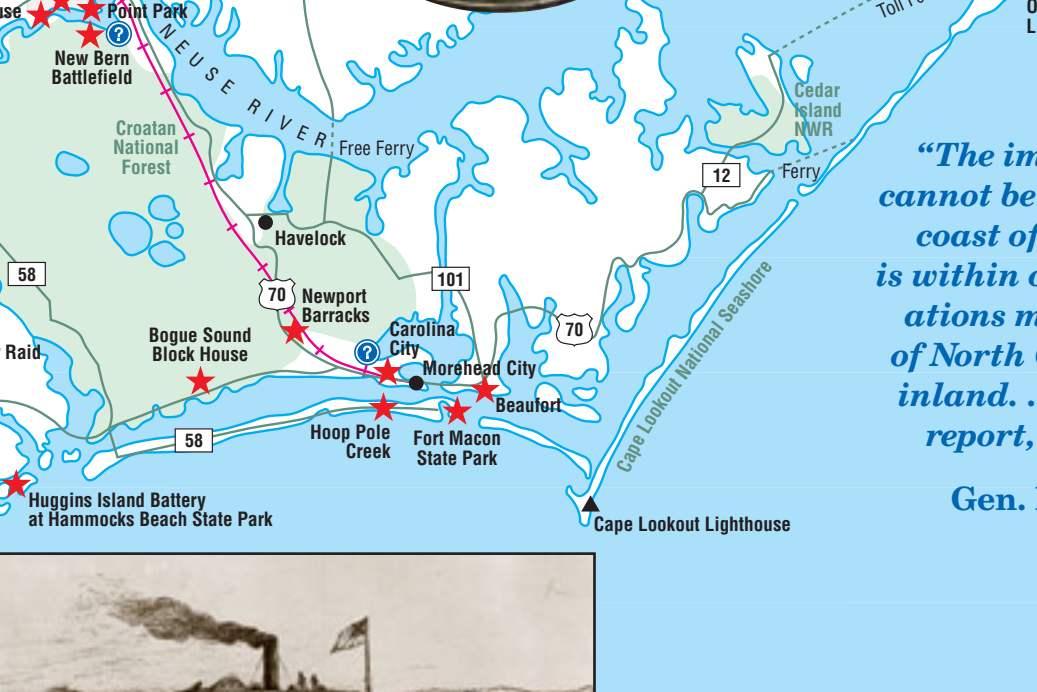 Point Park
New Bern
Battlefield
?
NEUSE RIVER
Toll
Croatan
National
Forest
Free Ferry
Cedar
Island
NWR
Ferry
12
Havelock
58
101
70
Newport
Barracks
70
Bogue Sound
Block House
Carolina
City
?
Morehead City
Raid
Beaufort
Cape Lookout National Seashore
58
Hoop Pole
Creek
Fort Macon
State Park
Huggins Island Battery
at Hammocks Beach State Park
Cape Lookout Lighthouse
“The
cannot be
coast of
is within
of North
inland. .
report,
Gen.